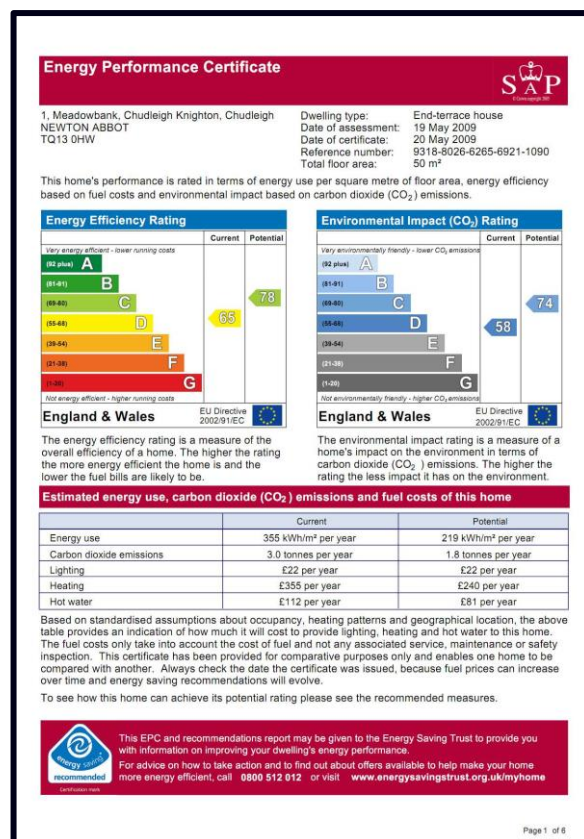 Energy Performance Certificate
SAP
1, Meadowbank, Chudleigh Knighton, Chudleigh
NEWTON ABBOT
TQ13 0HW
Dwelling type: End-terrace house
Date of assessment: 19 May 2009
Date of certificate: 20 May 2009
Reference number: 9318-8026-6265-6921-1090
Total floor area: 50 m²
This home's performance is rated in terms of energy use per square metre of floor area, energy efficiency
based on fuel costs and environmental impact based on carbon dioxide (CO₂) emissions.
Energy Efficiency Rating
Current Potential
Very energy efficient - lower running costs
(92 plus) A
(81-91) B
(69-80) C
(55-68) D
(39-54) E
(21-38) F
(1-20) G
65
78
Not energy efficient - higher running costs
England & Wales
EU Directive
2002/91/EC
Environmental Impact (CO₂) Rating
Current Potential
Very environmentally friendly - lower CO₂ emissions
(92 plus) A
(81-91) B
(69-80) C
(55-68) D
(39-54) E
(21-38) F
(1-20) G
58
74
Not environmentally friendly - higher CO₂ emissions
England & Wales
EU Directive
2002/91/EC
The energy efficiency rating is a measure of the
overall efficiency of a home. The higher the rating
the more energy efficient the home is and the
lower the fuel bills are likely to be.
The environmental impact rating is a measure of a
home's impact on the environment in terms of
carbon dioxide (CO₂ ) emissions. The higher the
rating the less impact it has on the environment.
Estimated energy use, carbon dioxide (CO₂) emissions and fuel costs of this home
Current Potential
Energy use 355 kWh/m² per year 219 kWh/m² per year
Carbon dioxide emissions 3.0 tonnes per year 1.8 tonnes per year
Lighting £22 per year £22 per year
Heating £355 per year £240 per year
Hot water £112 per year £81 per year
Based on standardised assumptions about occupancy, heating patterns and geographical location, the above
table provides an indication of how much it will cost to provide lighting, heating and hot water to this home.
The fuel costs only take into account the cost of fuel and not any associated service, maintenance or safety
inspection. This certificate has been provided for comparative purposes only and enables one home to be
compared with another. Always check the date the certificate was issued, because fuel prices can increase
over time and energy saving recommendations will evolve.
To see how this home can achieve its potential rating please see the recommended measures.
energy saving
recommended
Certification mark
This EPC and recommendations report may be given to the Energy Saving Trust to provide you
with information on improving your dwelling's energy performance.
For advice on how to take action and to find out about offers available to help make your home
more energy efficient, call 0800 512 012 or visit www.energysavingstrust.org.uk/myhome
Page 1 of 6